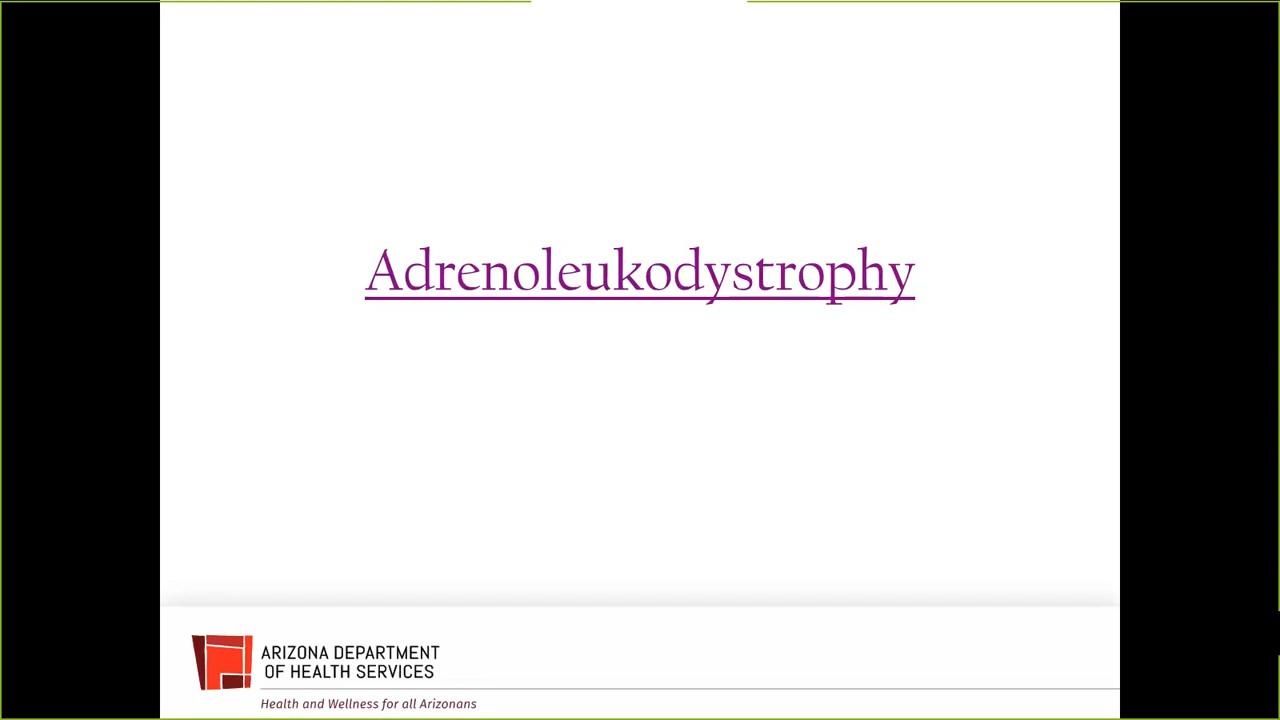 Adrenoleukodystrophy
ARIZONA DEPARTMENT
OF HEALTH SERVICES
Health and Wellness for all Arizonans